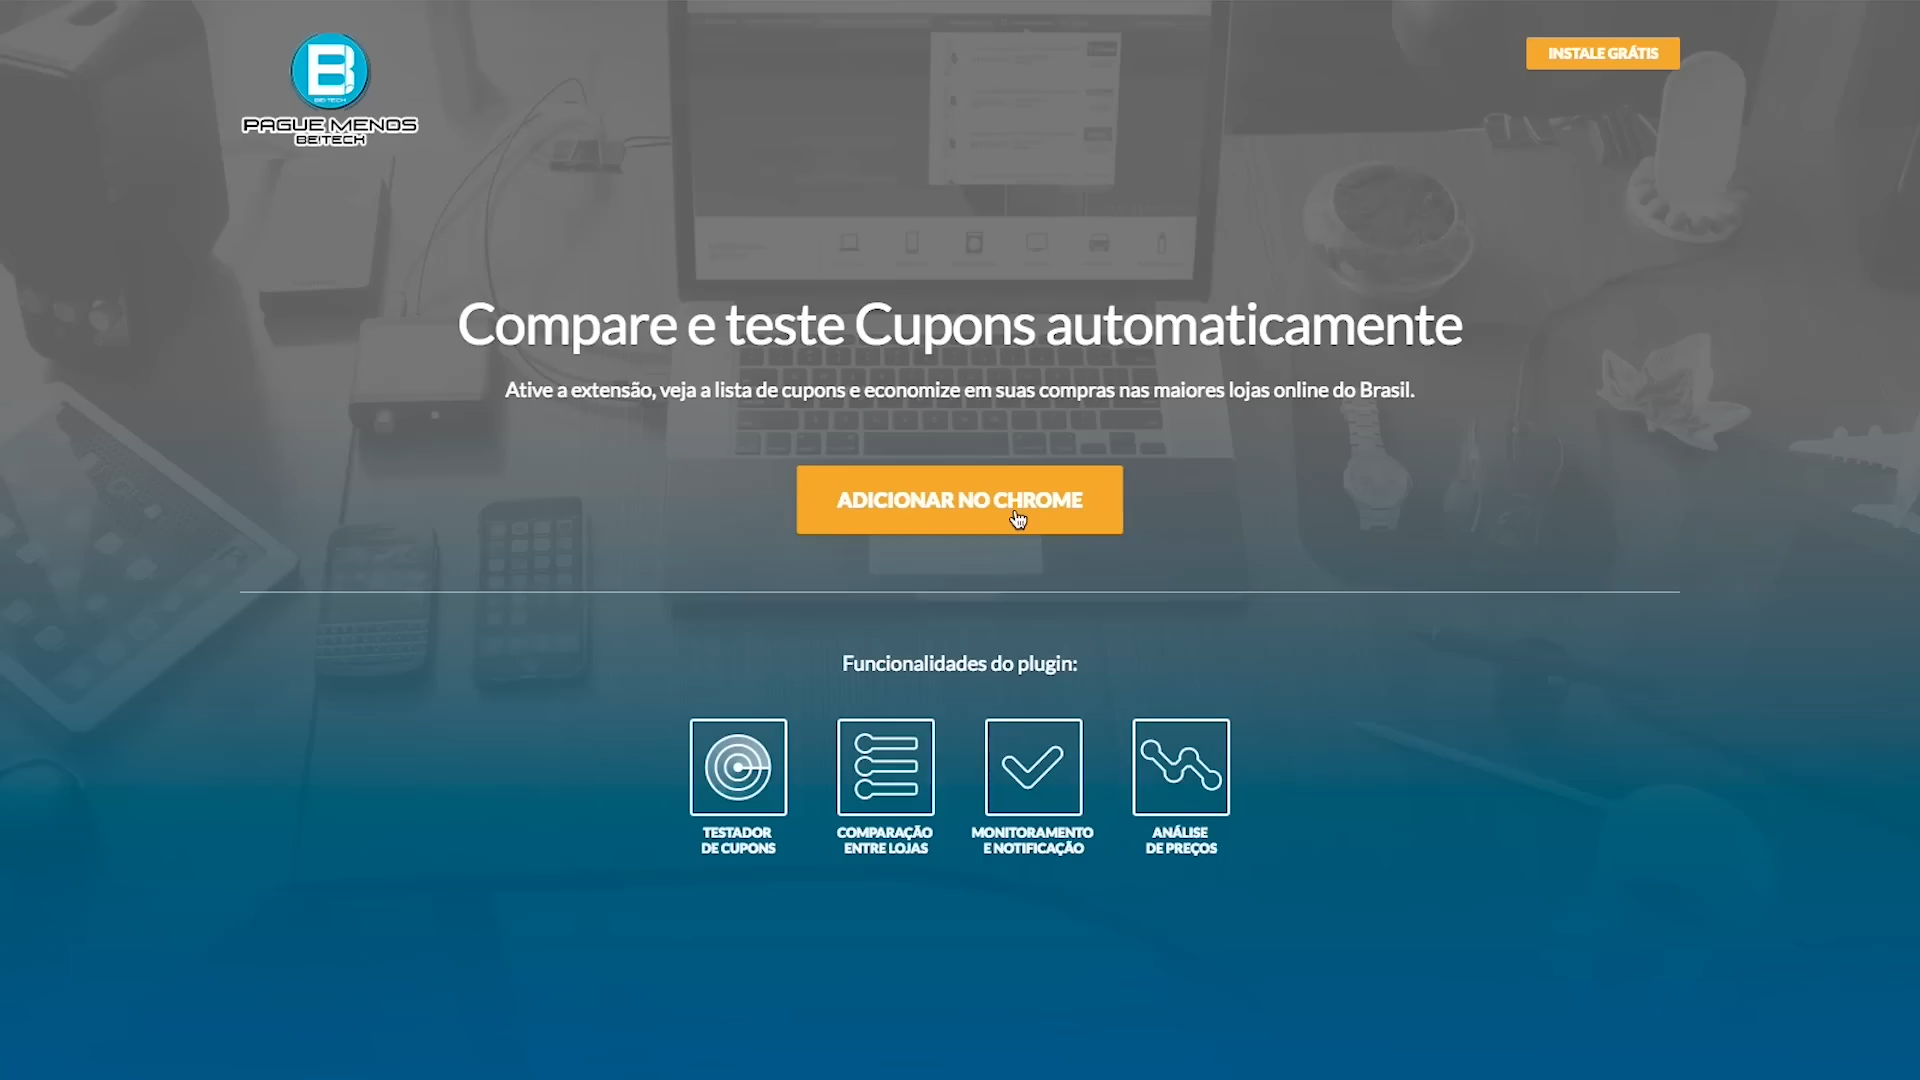 BEITECH
PAGUE MENOS
BEITECH
INSTALE GRÁTIS
Compare e teste Cupons automaticamente
Ative a extensão, veja a lista de cupons e economize em suas compras nas maiores lojas online do Brasil.
ADICIONAR NO CHROME
Funcionalidades do plugin:
TESTADOR
DE CUPONS
COMPARAÇÃO
ENTRE LOJAS
MONITORAMENTO
E NOTIFICAÇÃO
ANÁLISE
DE PREÇOS